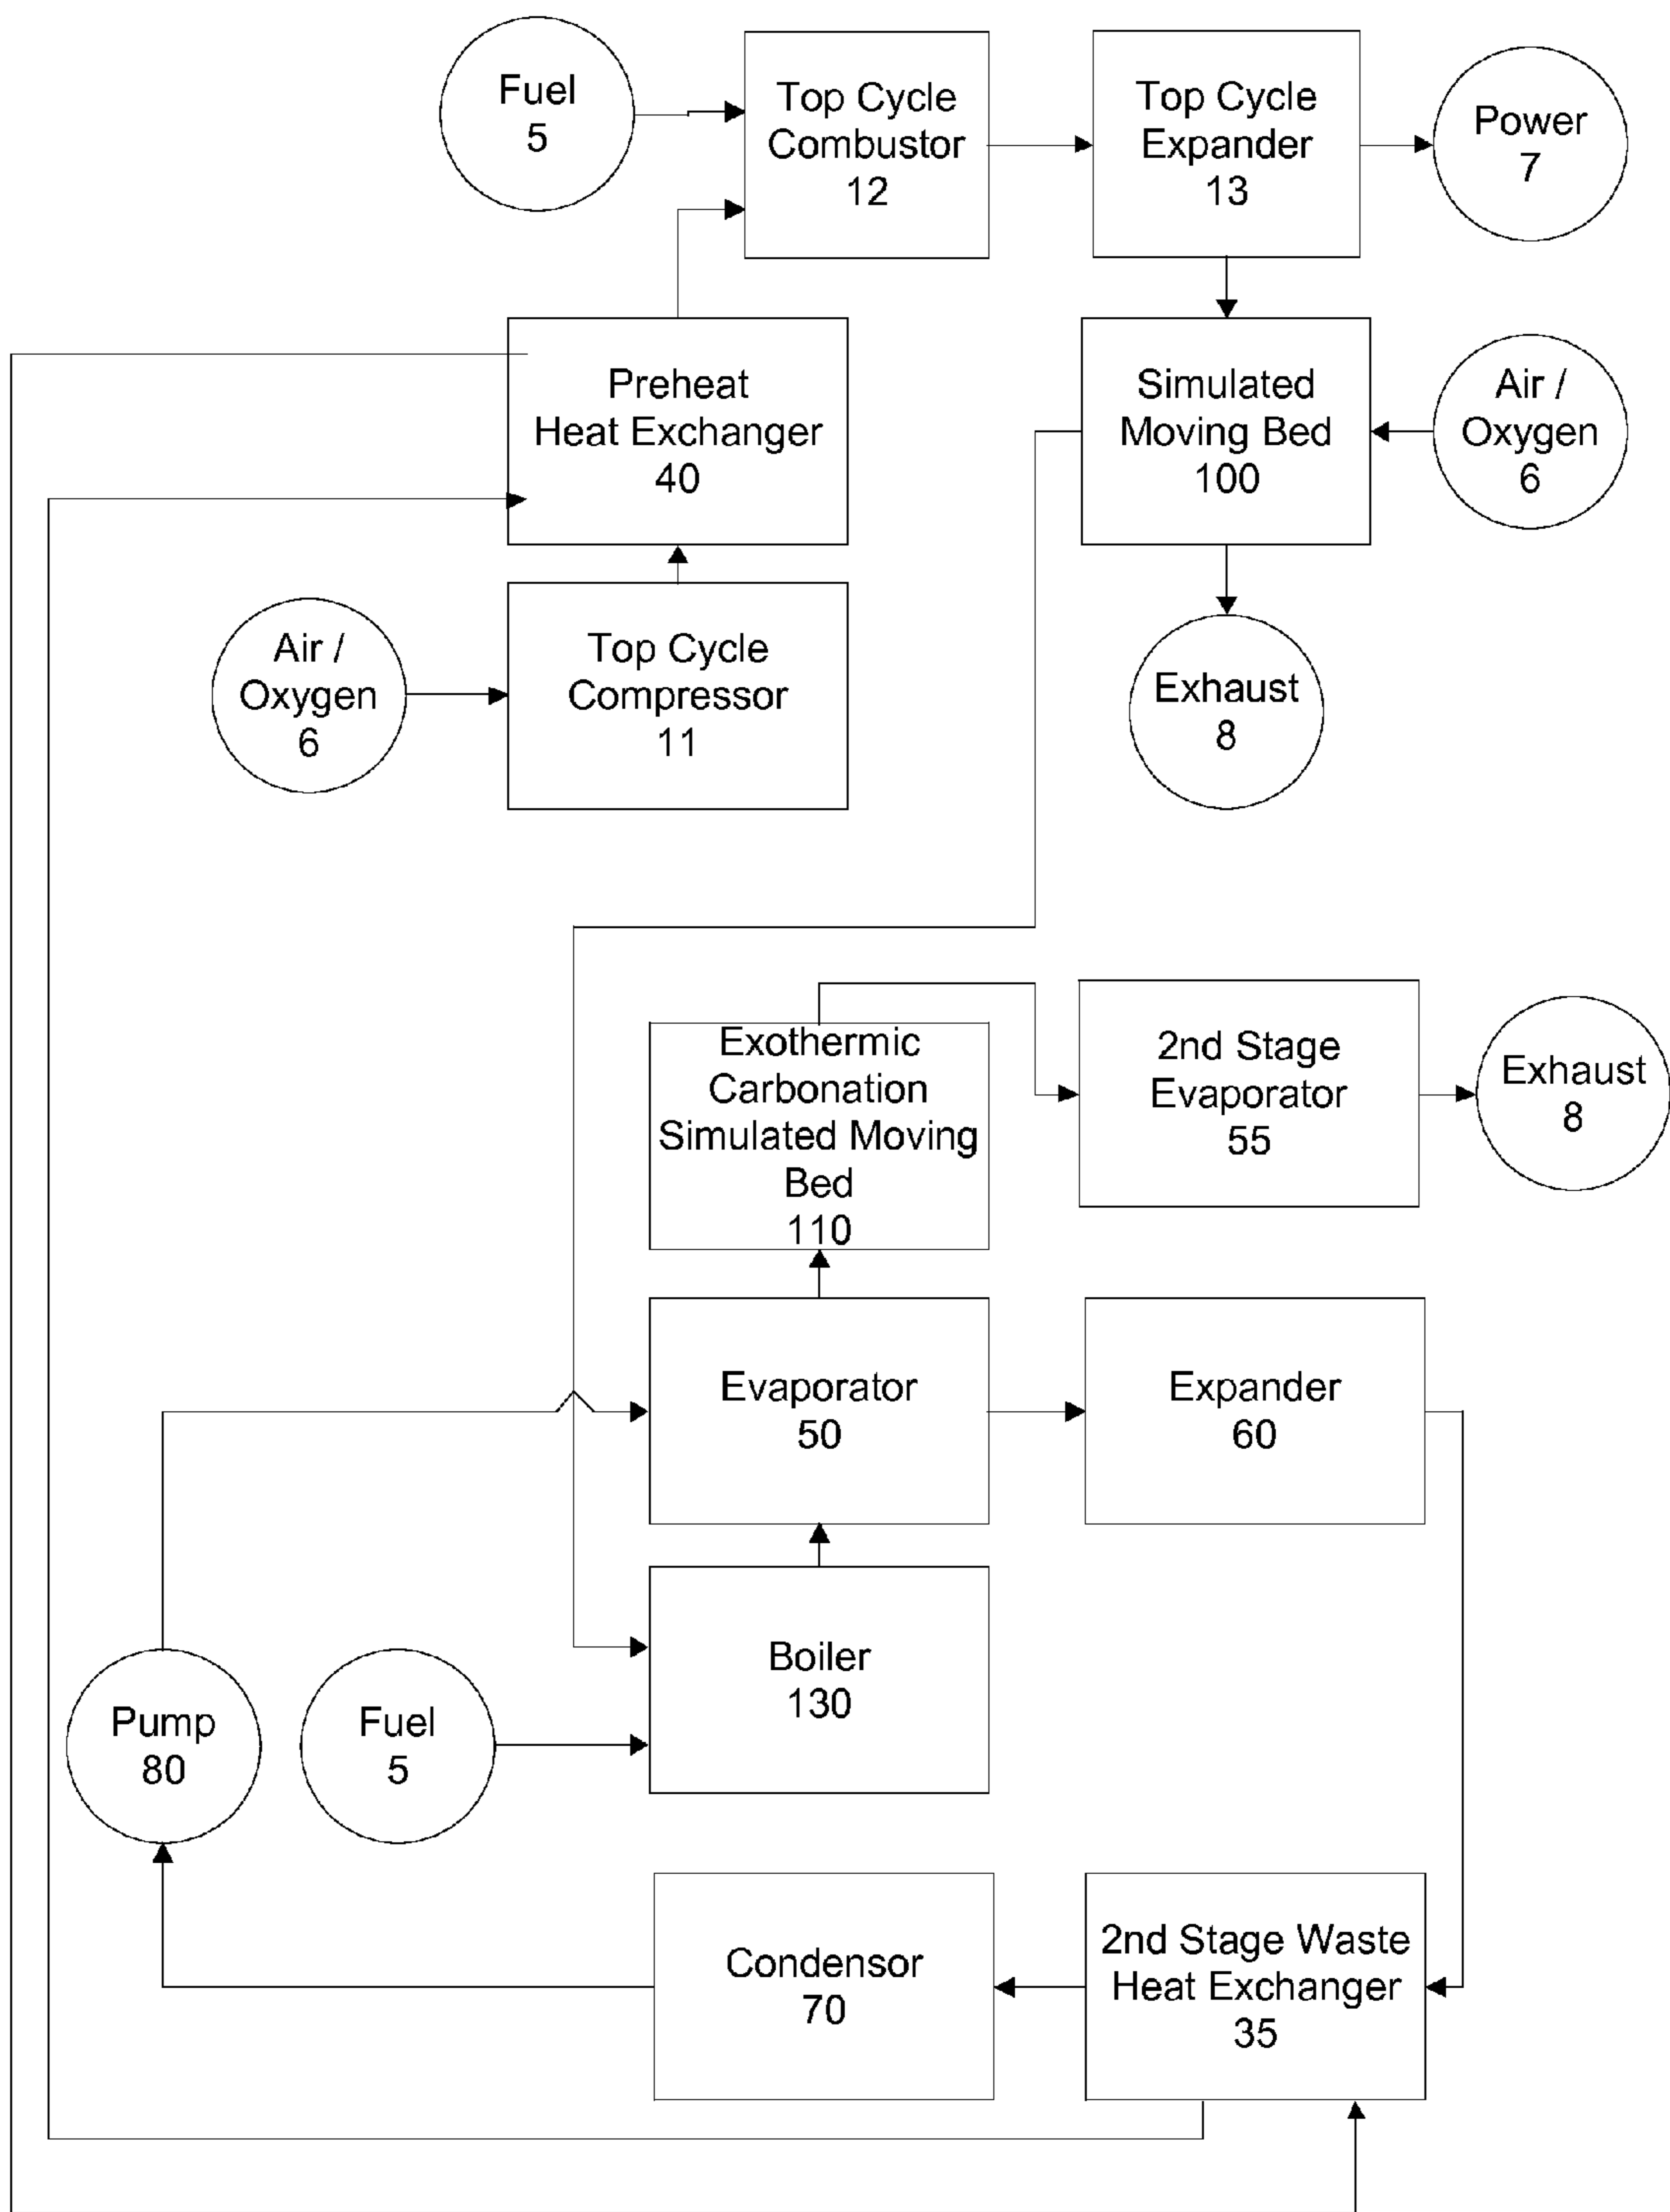 Fuel
5
Top Cycle
Combustor
12
Top Cycle
Expander
13
Power
7
Preheat
Heat Exchanger
40
Simulated
Moving Bed
100
Air /
Oxygen
6
Air /
Oxygen
6
Top Cycle
Compressor
11
Exhaust
8
Exothermic
Carbonation
Simulated Moving
Bed
110
2nd Stage
Evaporator
55
Exhaust
8
Evaporator
50
Expander
60
Pump
80
Fuel
5
Boiler
130
Condensor
70
2nd Stage Waste
Heat Exchanger
35